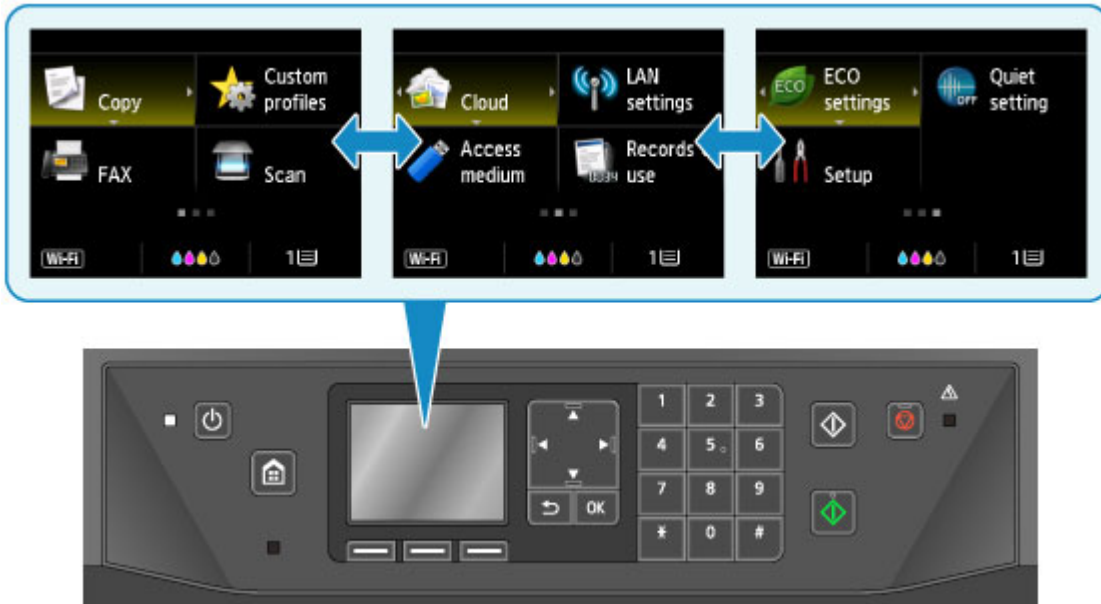 Copy
Custom
profiles
FAX
Scan
Wi-Fi
1
Cloud
LAN
settings
Access
medium
Records
use
Wi-Fi
1
ECO
ECO
settings
OFF
Quiet
setting
Setup
Wi-Fi
1
1 2 3
4 5 6
7 8 9
OK
* 0 #